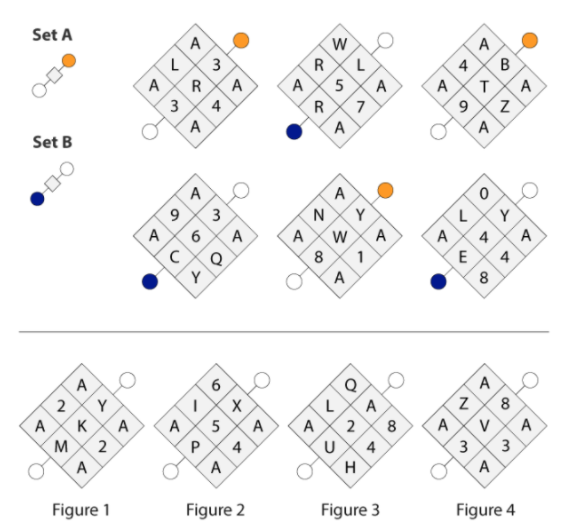 Set A
A
L 3
A R A
3 4
A
W
R L
A 5 A
R 7
A
A
4 B
A T A
9 Z
A
Set B
A
9 3
A 6 A
C Q
Y
A
N Y
A W A
8 1
A
0
L Y
A 4 A
E 4
8
A
2 Y
A K A
M 2
A
Figure 1
6
I X
A 5 A
P 4
A
Figure 2
Q
L A
A 2 8
U 4
H
Figure 3
A
Z 8
A V A
3 3
A
Figure 4